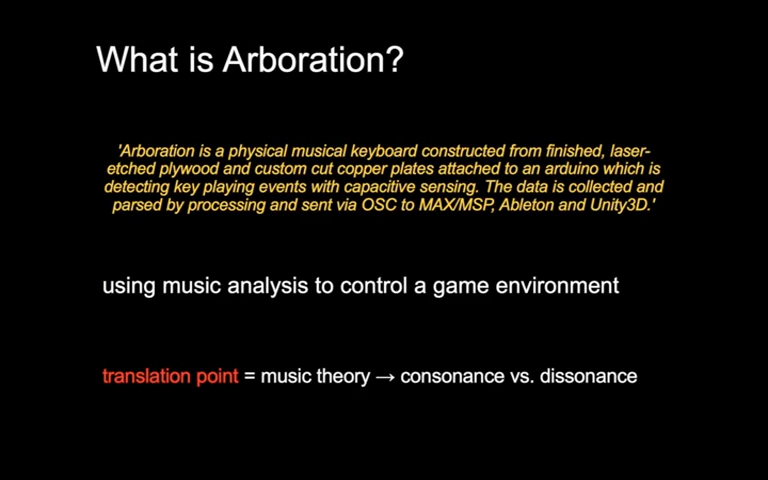 What is Arboration?
'Arboration is a physical musical keyboard constructed from finished, laser-
etched plywood and custom cut copper plates attached to an arduino which is
detecting key playing events with capacitive sensing. The data is collected and
parsed by processing and sent via OSC to MAX/MSP, Ableton and Unity3D.'
using music analysis to control a game environment
translation point = music theory → consonance vs. dissonance